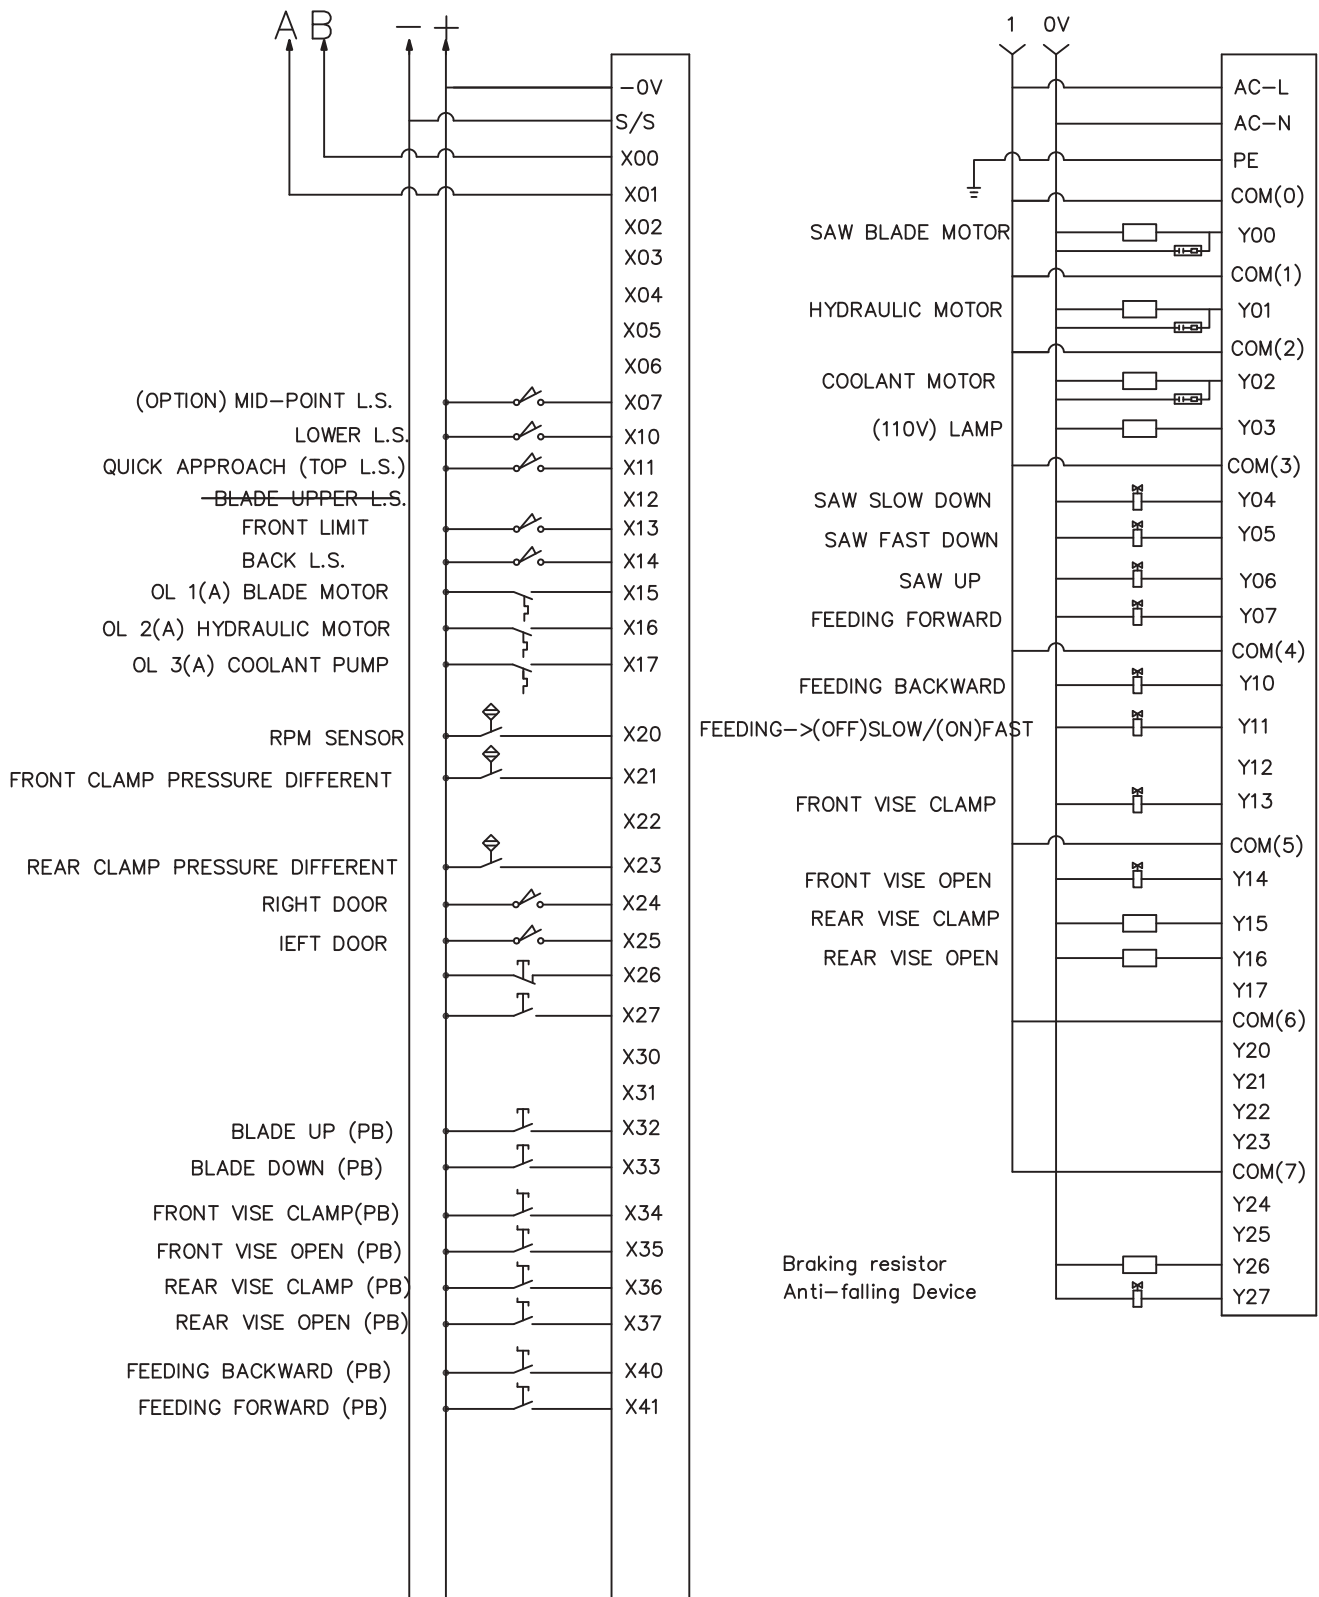 A B − +
−0V
S/S
X00
X01
X02
X03
X04
X05
X06
(OPTION) MID−POINT L.S. X07
LOWER L.S. X10
QUICK APPROACH (TOP L.S.) X11
BLADE UPPER L.S. X12
FRONT LIMIT X13
BACK L.S. X14
OL 1(A) BLADE MOTOR X15
OL 2(A) HYDRAULIC MOTOR X16
OL 3(A) COOLANT PUMP X17
RPM SENSOR X20
FRONT CLAMP PRESSURE DIFFERENT X21
X22
REAR CLAMP PRESSURE DIFFERENT X23
RIGHT DOOR X24
lEFT DOOR X25
X26
X27
X30
X31
BLADE UP (PB) X32
BLADE DOWN (PB) X33
FRONT VISE CLAMP(PB) X34
FRONT VISE OPEN (PB) X35
REAR VISE CLAMP (PB) X36
REAR VISE OPEN (PB) X37
FEEDING BACKWARD (PB) X40
FEEDING FORWARD (PB) X41
1 0V
AC−L
AC−N
PE
COM(0)
SAW BLADE MOTOR Y00
COM(1)
HYDRAULIC MOTOR Y01
COM(2)
COOLANT MOTOR Y02
(110V) LAMP Y03
COM(3)
SAW SLOW DOWN Y04
SAW FAST DOWN Y05
SAW UP Y06
FEEDING FORWARD Y07
COM(4)
FEEDING BACKWARD Y10
FEEDING−>(OFF)SLOW/(ON)FAST Y11
Y12
FRONT VISE CLAMP Y13
COM(5)
FRONT VISE OPEN Y14
REAR VISE CLAMP Y15
REAR VISE OPEN Y16
Y17
COM(6)
Y20
Y21
Y22
Y23
COM(7)
Y24
Y25
Braking resistor Y26
Anti−falling Device Y27